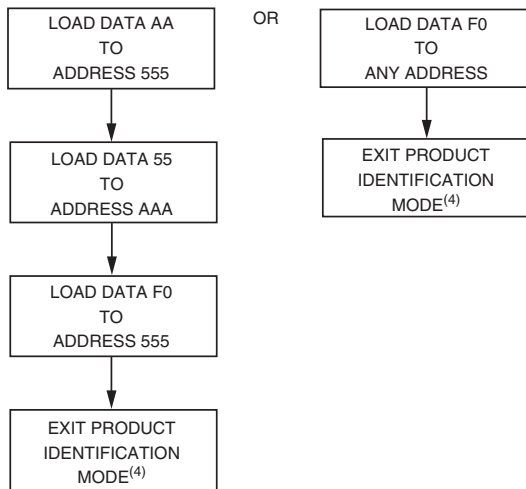 LOAD DATA AA
TO
ADDRESS 555
LOAD DATA 55
TO
ADDRESS AAA
LOAD DATA F0
TO
ADDRESS 555
EXIT PRODUCT
IDENTIFICATION
MODE(4)
OR
LOAD DATA F0
TO
ANY ADDRESS
EXIT PRODUCT
IDENTIFICATION
MODE(4)